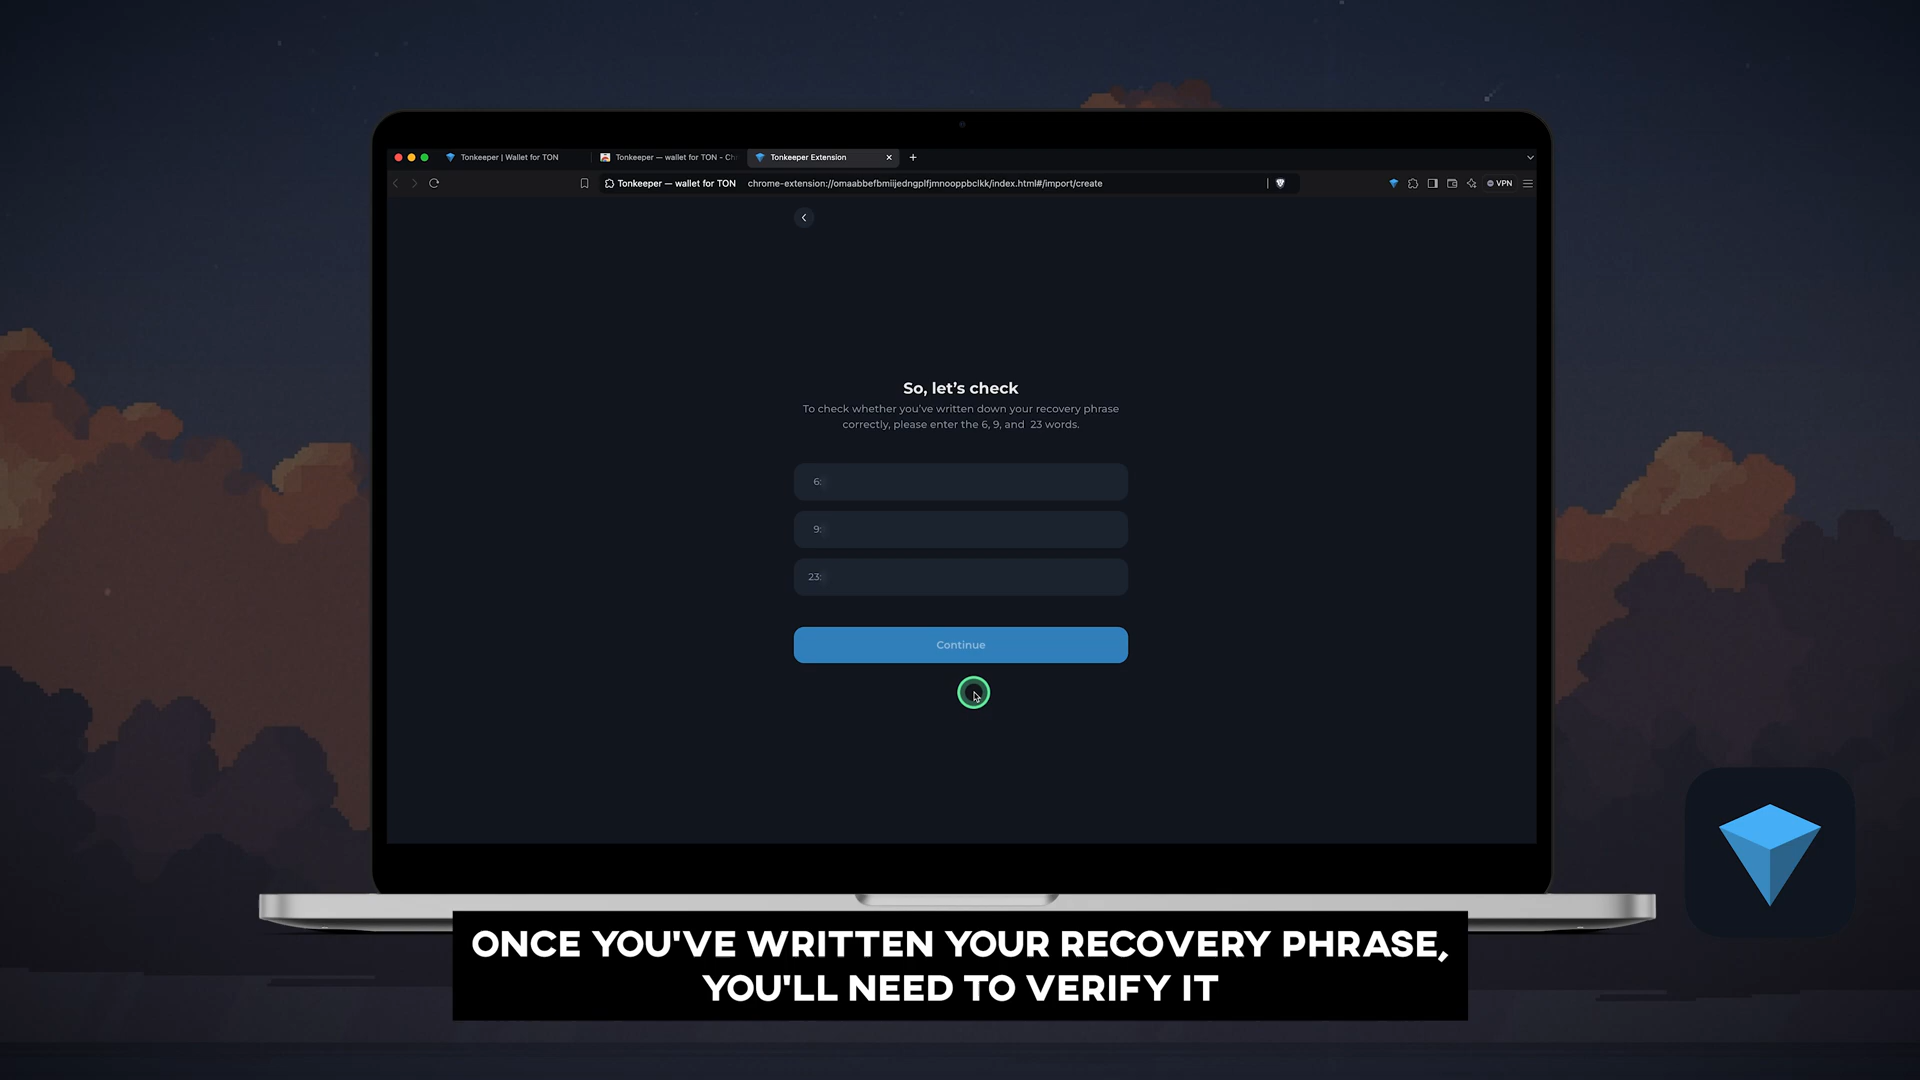 Tonkeeper | Wallet for TON
Tonkeeper — wallet for TON - Ch
Tonkeeper Extension
Tonkeeper — wallet for TON
chrome-extension://omaabbefbmiijedngplfjmnooppbclkk/index.html#/import/create
VPN
So, let's check
To check whether you've written down your recovery phrase
correctly, please enter the 6, 9, and 23 words.
6:
9:
23:
Continue
ONCE YOU'VE WRITTEN YOUR RECOVERY PHRASE,
YOU'LL NEED TO VERIFY IT